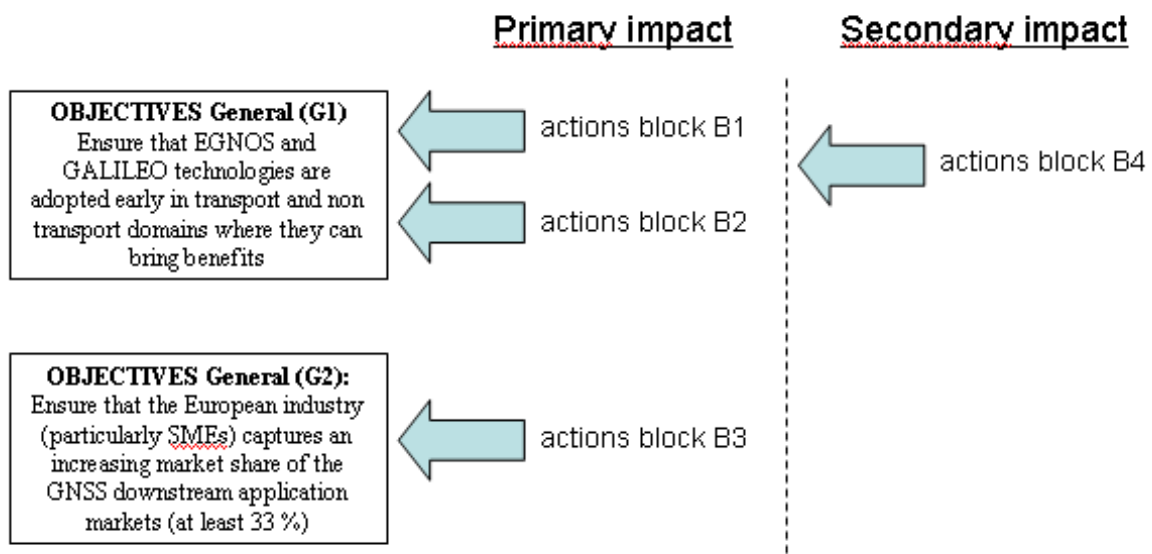 Primary impact
Secondary impact
OBJECTIVES General (G1)
Ensure that EGNOS and
GALILEO technologies are
adopted early in transport and non
transport domains where they can
bring benefits
actions block B1
actions block B4
actions block B2
OBJECTIVES General (G2):
Ensure that the European industry
(particularly SMEs) captures an
increasing market share of the
GNSS downstream application
markets (at least 33 %)
actions block B3